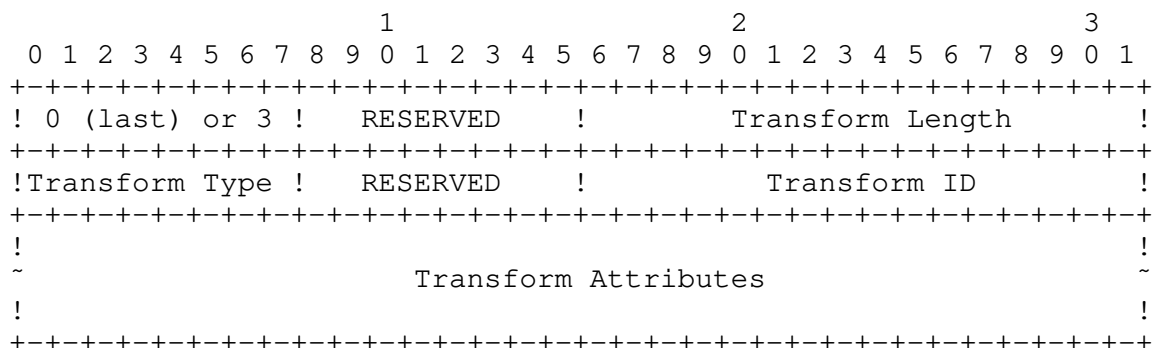 1                   2                   3
 0 1 2 3 4 5 6 7 8 9 0 1 2 3 4 5 6 7 8 9 0 1 2 3 4 5 6 7 8 9 0 1
+-+-+-+-+-+-+-+-+-+-+-+-+-+-+-+-+-+-+-+-+-+-+-+-+-+-+-+-+-+-+-+-+
! 0 (last) or 3 !   RESERVED    !        Transform Length       !
+-+-+-+-+-+-+-+-+-+-+-+-+-+-+-+-+-+-+-+-+-+-+-+-+-+-+-+-+-+-+-+-+
!Transform Type !   RESERVED    !          Transform ID         !
+-+-+-+-+-+-+-+-+-+-+-+-+-+-+-+-+-+-+-+-+-+-+-+-+-+-+-+-+-+-+-+-+
!                                                               !
~                      Transform Attributes                     ~
!                                                               !
+-+-+-+-+-+-+-+-+-+-+-+-+-+-+-+-+-+-+-+-+-+-+-+-+-+-+-+-+-+-+-+-+